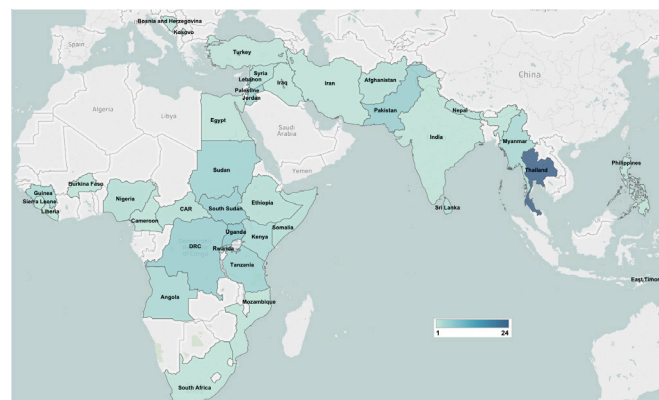 Bosnia and Herzegovina
Kosovo
Spain
Turkey
China
Syria
Lebanon
Iraq
Iran
Afghanistan
Palestine
Jordan
Pakistan
Nepal
Algeria
Libya
Egypt
Saudi
Arabia
India
Myanmar
Sudan
Yemen
Thailand
Philippines
Guinea
Burkina Faso
Sierra Leone
Liberia
Nigeria
Cameroon
CAR
South Sudan
Ethiopia
Somalia
Sri Lanka
Uganda
Kenya
DRC
Rwanda
Tanzania
East Timor
Angola
Mozambique
South Africa
1 24